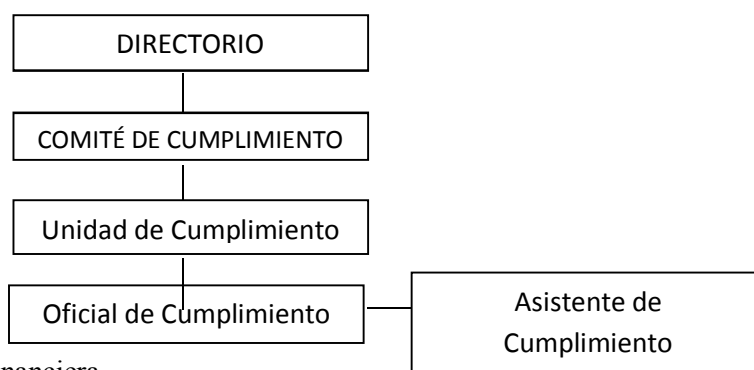 DIRECTORIO
COMITÉ DE CUMPLIMIENTO
Unidad de Cumplimiento
Oficial de Cumplimiento
Asistente de
Cumplimiento